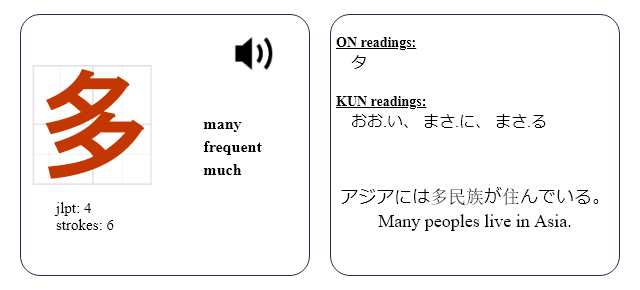 多
many
frequent
much
jlpt: 4
strokes: 6
ON readings:
タ
KUN readings:
おお.い、 まさ.に、 まさ.る
アジアには多民族が住んでいる。
Many peoples live in Asia.